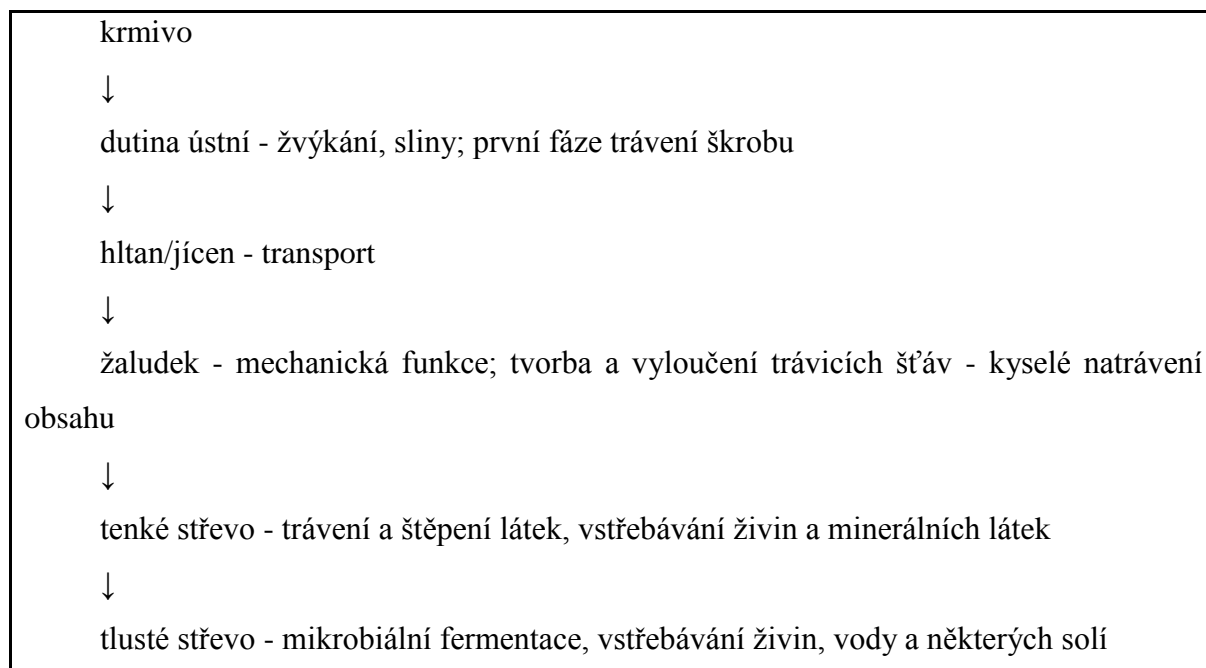 krmivo
↓
dutina ústní - žvýkání, sliny; první fáze trávení škrobu
↓
hltan/jícen - transport
↓
žaludek - mechanická funkce; tvorba a vyloučení trávicích šťáv - kyselé natrávení
obsahu
↓
tenké střevo - trávení a štěpení látek, vstřebávání živin a minerálních látek
↓
tlusté střevo - mikrobiální fermentace, vstřebávání živin, vody a některých solí